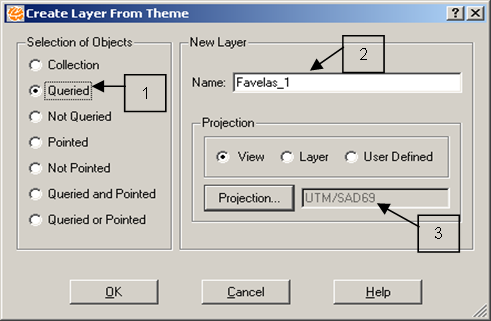 Create Layer From Theme
Selection of Objects
Collection
Queried
Not Queried
Pointed
Not Pointed
Queried and Pointed
Queried or Pointed
1
New Layer
2
Name: Favelas_1
Projection
View Layer User Defined
Projection... UTM/SAD69
3
OK Cancel Help